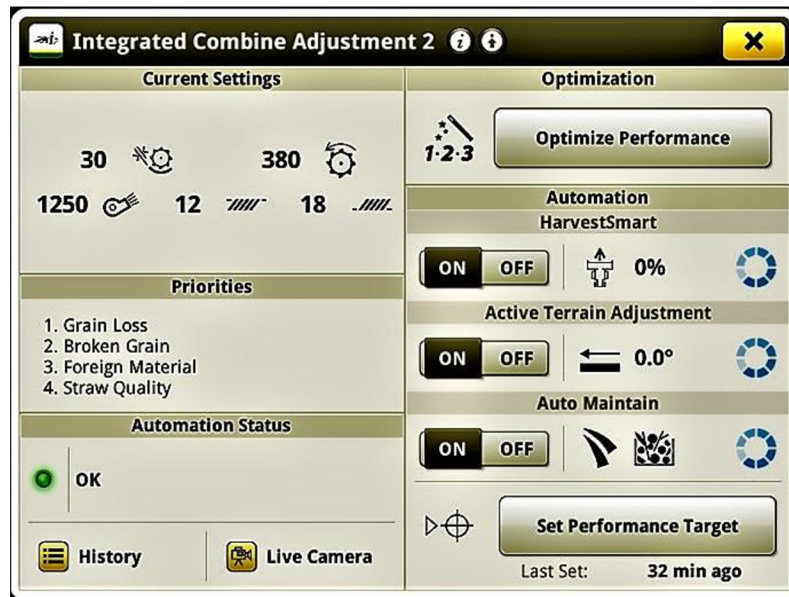 Integrated Combine Adjustment 2
Current Settings
30 380
1250 12 18
Priorities
1. Grain Loss
2. Broken Grain
3. Foreign Material
4. Straw Quality
Automation Status
OK
History Live Camera
Optimization
1·2·3 Optimize Performance
Automation
HarvestSmart
ON OFF 0%
Active Terrain Adjustment
ON OFF 0.0°
Auto Maintain
ON OFF
Set Performance Target
Last Set: 32 min ago